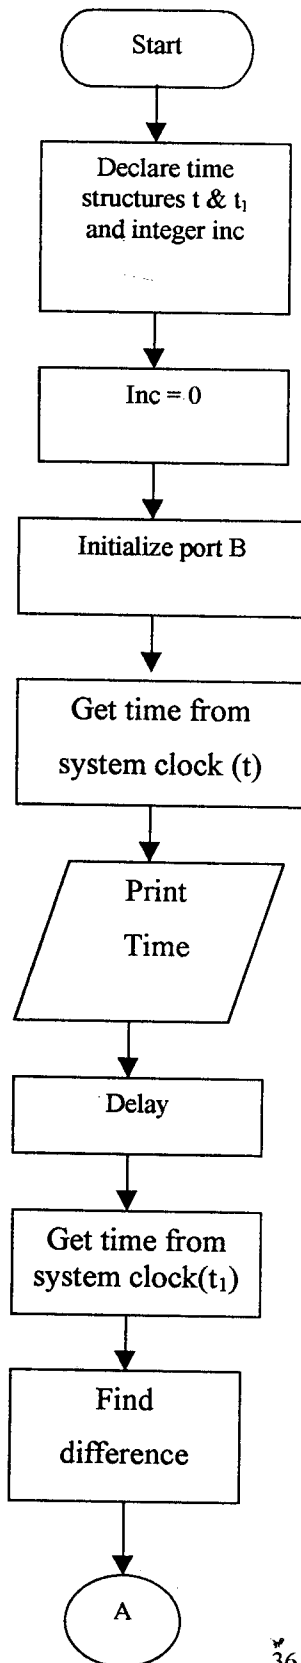 Start
Declare time
structures t & t₁
and integer inc
Inc = 0
Initialize port B
Get time from
system clock (t)
Print
Time
Delay
Get time from
system clock(t₁)
Find
difference
A
36